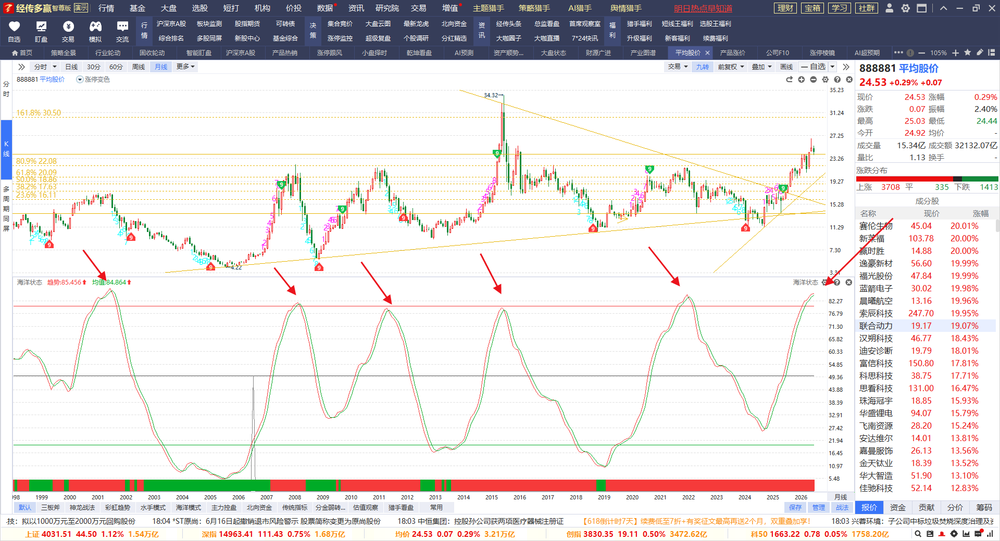 经传多赢 智尊版 演示 行情 基金 大盘 选股 短打 机构 价投 数据 资讯 研究院 交易 增值 主题猎手 策略猎手 AI猎手 舆情猎手 明日热点早知道 理财 宝箱 学习 社群
自选 盯盘 交易 模拟 交流 行情 决策 资讯 福利
沪深京A股 板块监测 股指期货 可转债 集合竞价 大盘云图 最新龙虎 北向资金 经传头条 总监看盘 首席观察室 猎手福利 短线王福利 选股王福利
综合排名 多股同屏 新股中心 基金综合 涨停监控 超级复盘 个股调研 分红精选 大咖圈子 大咖直播 7*24快讯 升级福利 新客福利 续费福利
首页 策略全景 行业轮动 固收轮动 智能盯盘 沪深京A股 产品热销 涨停跟风 小盘择时 乾坤看盘 AI预测 资产顺势... 大盘状态 财源广进 产业图谱 平均股价 产品涨价 公司F10 涨停棱镜 AI超预期 105%
分时 日线 30分 60分 周线 月线 更多 交易 九转 前复权 叠加 画线 自选
分时
K线
多周期同屏
888881 平均股价 涨停变色
161.8% 30.50
80.9% 22.08
61.8% 20.09
50.0% 18.86
38.2% 17.63
23.6% 16.11
34.32
4.22
35.23
31.24
27.25
23.26
19.27
15.28
11.29
7.30
海洋状态 趋势:85.456 均值:84.864 海洋状态
82.27
76.79
71.30
65.82
60.33
54.85
49.36
43.88
38.39
32.91
27.42
21.94
16.45
10.97
5.48
1999 2000 2001 2002 2003 2004 2005 2006 2007 2008 2009 2010 2011 2012 2013 2014 2015 2016 2017 2018 2019 2020 2021 2022 2023 2024 2025 2026 月线
默认 三板斧 神龙战法 彩虹趋势 水手模式 海洋模式 主力控盘 北向资金 传统指标 分金弱转... 估值观察 猎手看盘 常用 保存 管理 战法
888881 平均股价
24.53 +0.29% +0.07
现价 24.53 涨幅 0.29%
涨跌 0.07 振幅 2.40%
最高 25.03 最低 24.44
今开 24.92 均价 -
成交量 15.34亿 成交额 32132.07亿
量比 1.13 换手 -
涨跌分布
上涨 3708 平 335 下跌 1413
成分股
名称 现价 涨幅
赛伦生物 45.04 20.01%
新莱福 103.78 20.00%
赢时胜 14.88 20.00%
逸豪新材 56.60 19.99%
福光股份 47.84 19.99%
蓝箭电子 30.02 19.98%
晨曦航空 13.16 19.96%
索辰科技 247.70 19.95%
联合动力 19.17 19.07%
汉朔科技 46.77 18.43%
迪安诊断 19.79 18.01%
富信科技 150.80 17.81%
科思科技 38.75 17.71%
思看科技 131.00 16.47%
珠海冠宇 18.85 15.93%
华盛锂电 94.07 15.79%
飞南资源 28.20 15.24%
安达维尔 14.01 13.81%
嘉曼服饰 26.13 13.56%
金天钛业 18.39 13.52%
华大智造 51.90 13.10%
佳驰科技 52.14 12.83%
报价 资金 贡献 分价 筹码
技：拟以1000万元至2000万元回购股份 18:04 *ST原尚：6月16日起撤销退市风险警示 股票简称变更为原尚股份 18:03 中恒集团：控股孙公司获两项医疗器械注册证 【618倒计时7天】续费低至7折+有奖征文最高再送2个月，双重叠加享！ 18:03 兴蓉环境：子公司中标垃圾焚烧深度治理及
上证 4031.51 44.50 1.12% 1.54万亿 深指 14963.41 111.43 0.75% 1.68万亿 均价 24.53 0.07 0.29% 3.21万亿 创指 3830.35 19.11 0.50% 3472.62亿 科50 1663.22 0.78 0.05% 1758.20亿